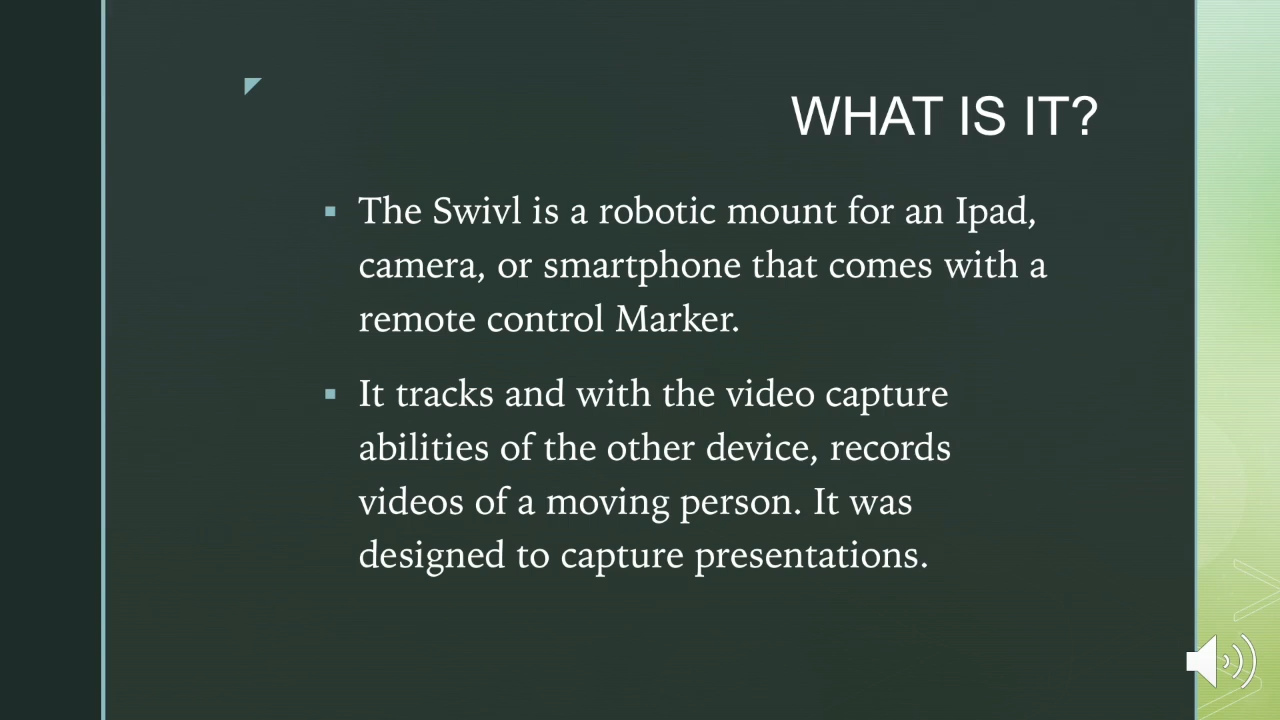 WHAT IS IT?
The Swivl is a robotic mount for an Ipad,
camera, or smartphone that comes with a
remote control Marker.
It tracks and with the video capture
abilities of the other device, records
videos of a moving person. It was
designed to capture presentations.